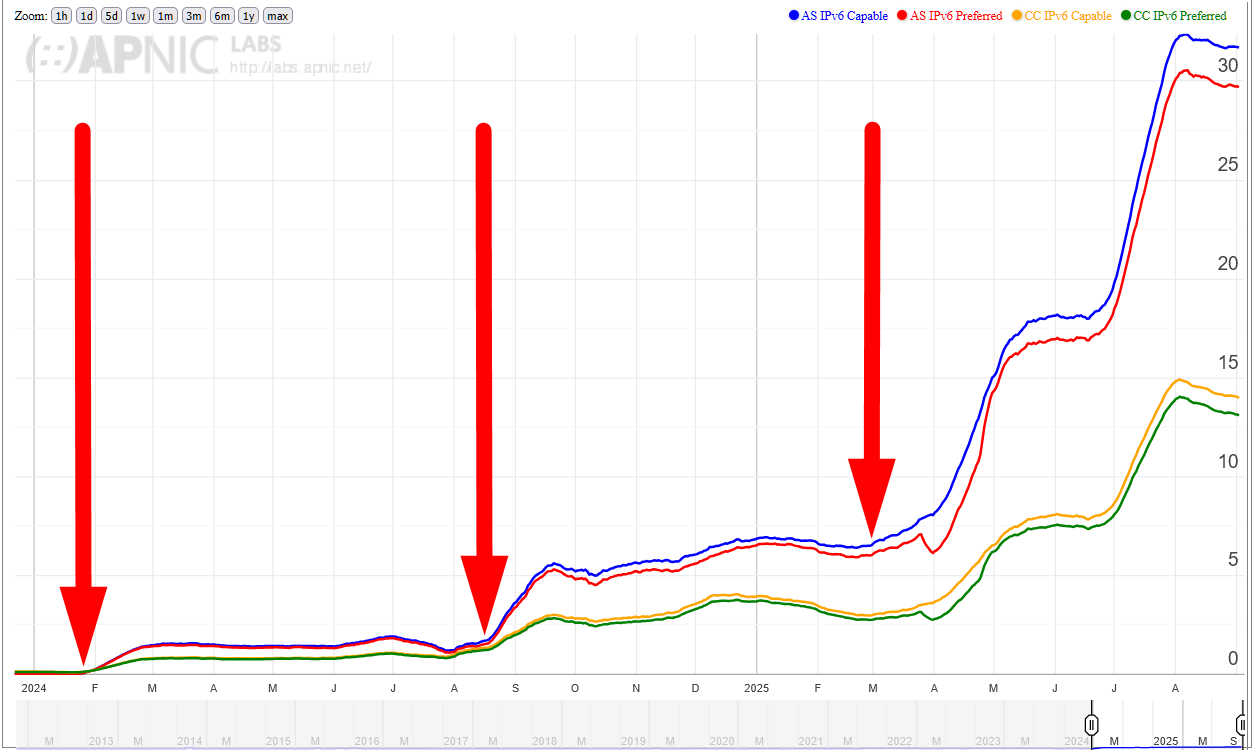 Zoom: 1h 1d 5d 1w 1m 3m 6m 1y max
AS IPv6 Capable AS IPv6 Preferred CC IPv6 Capable CC IPv6 Preferred
(::)APNIC LABS
http://labs.apnic.net/
30
25
20
15
10
5
0
2024 F M A M J J A S O N D 2025 F M A M J J A
M 2013 M 2014 M 2015 M 2016 M 2017 M 2018 M 2019 M 2020 M 2021 M 2022 M 2023 M 2024 M 2025 M S